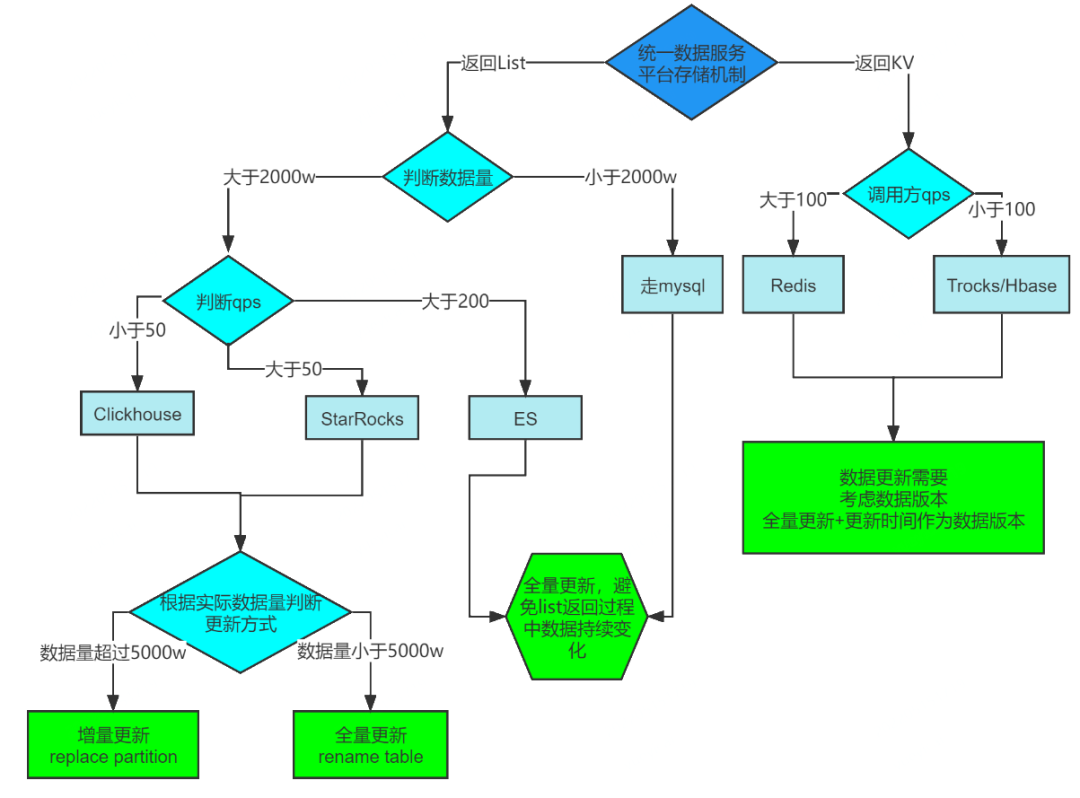 统一数据服务
平台存储机制
返回List
返回KV
判断数据量
大于2000w
小于2000w
调用方qps
大于100
小于100
判断qps
小于50
大于50
大于200
走mysql
Redis
Trocks/Hbase
Clickhouse
StarRocks
ES
数据更新需要
考虑数据版本
全量更新+更新时间作为数据版本
根据实际数据量判断
更新方式
全量更新，避
免list返回过程
中数据持续变
化
数据量超过5000w
数据量小于5000w
增量更新
replace partition
全量更新
rename table